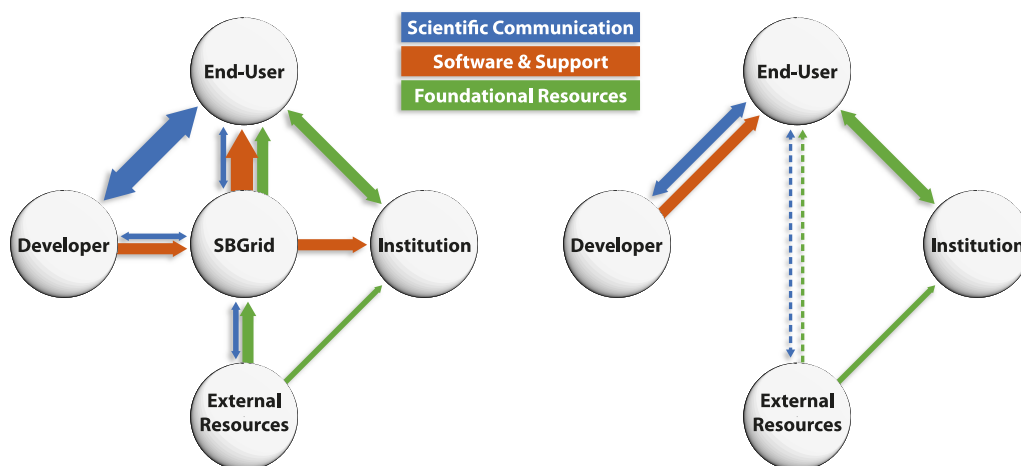 Scientific Communication
Software & Support
Foundational Resources
End-User
Developer
SBGrid
Institution
External
Resources
End-User
Developer
Institution
External
Resources